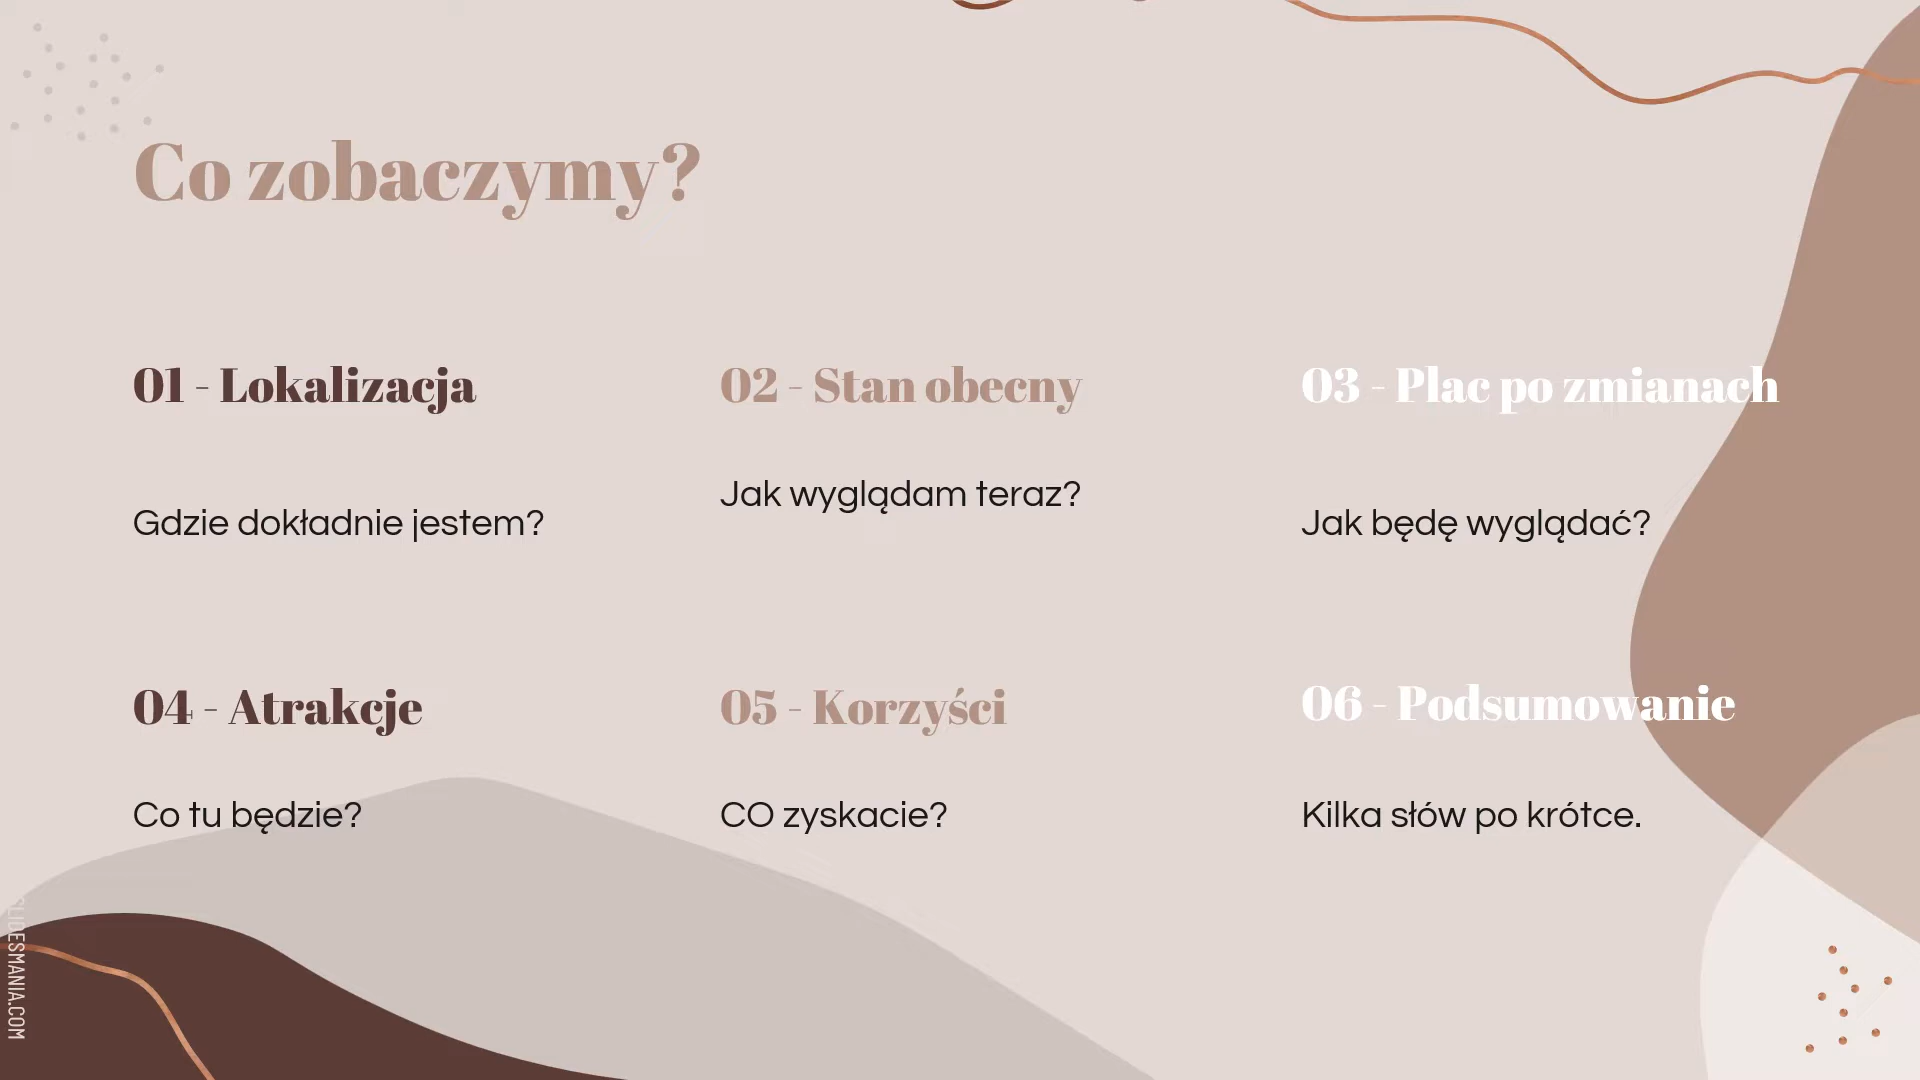 Co zobaczymy?
01 - Lokalizacja
Gdzie dokładnie jestem?
02 - Stan obecny
Jak wyglądam teraz?
03 - Plac po zmianach
Jak będę wyglądać?
04 - Atrakcje
Co tu będzie?
05 - Korzyści
CO zyskacie?
06 - Podsumowanie
Kilka słów po krótce.
SLIDESMANIA.COM